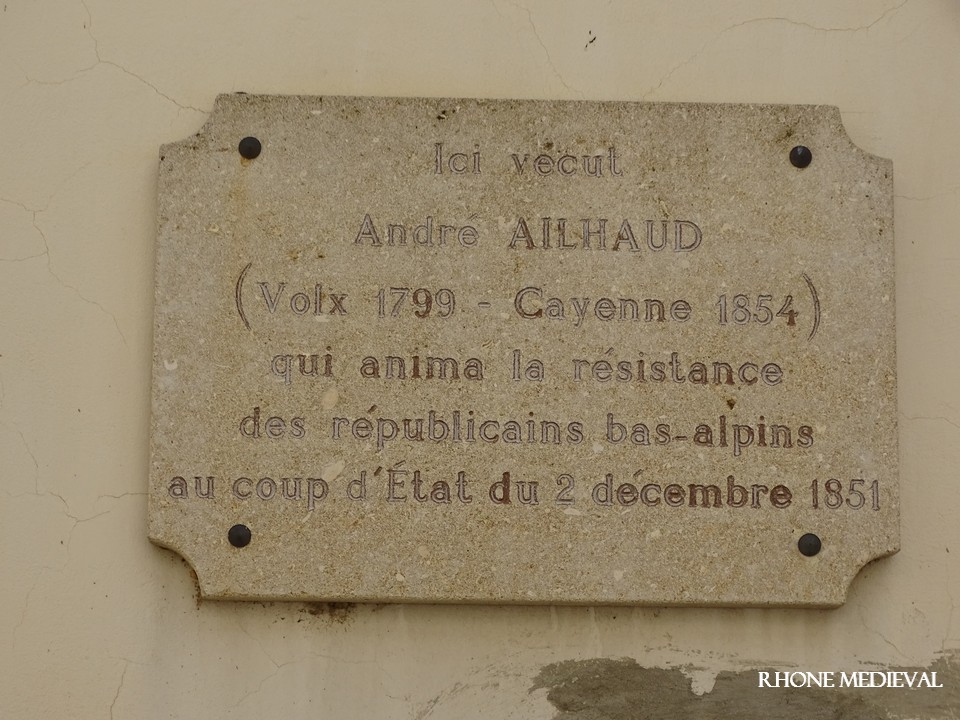 Ici vécut
André AILHAUD
(Volx 1799 - Cayenne 1854)
qui anima la résistance
des républicains bas-alpins
au coup d'État du 2 décembre 1851
RHONE MEDIEVAL